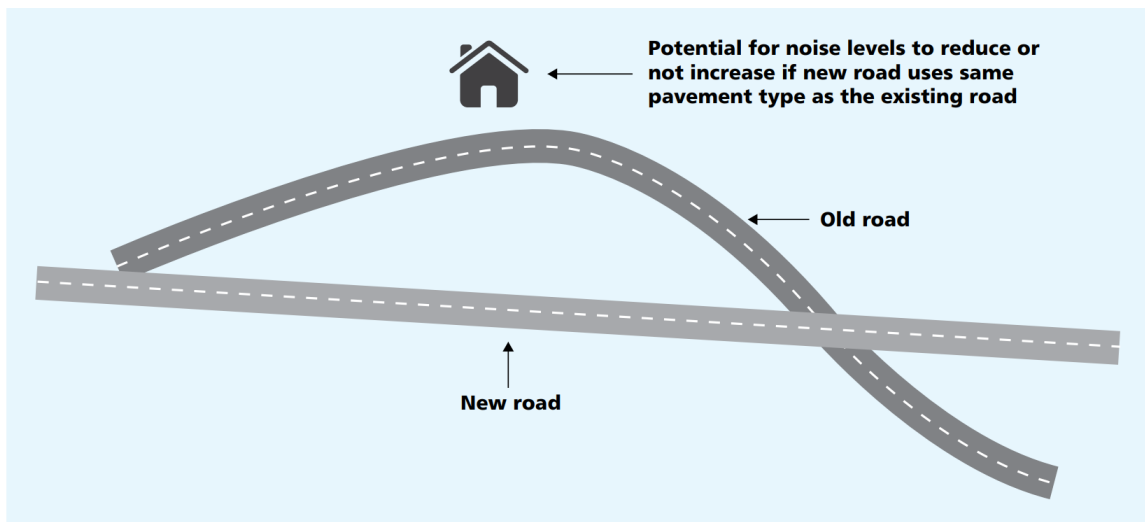 Potential for noise levels to reduce or
not increase if new road uses same
pavement type as the existing road
Old road
New road